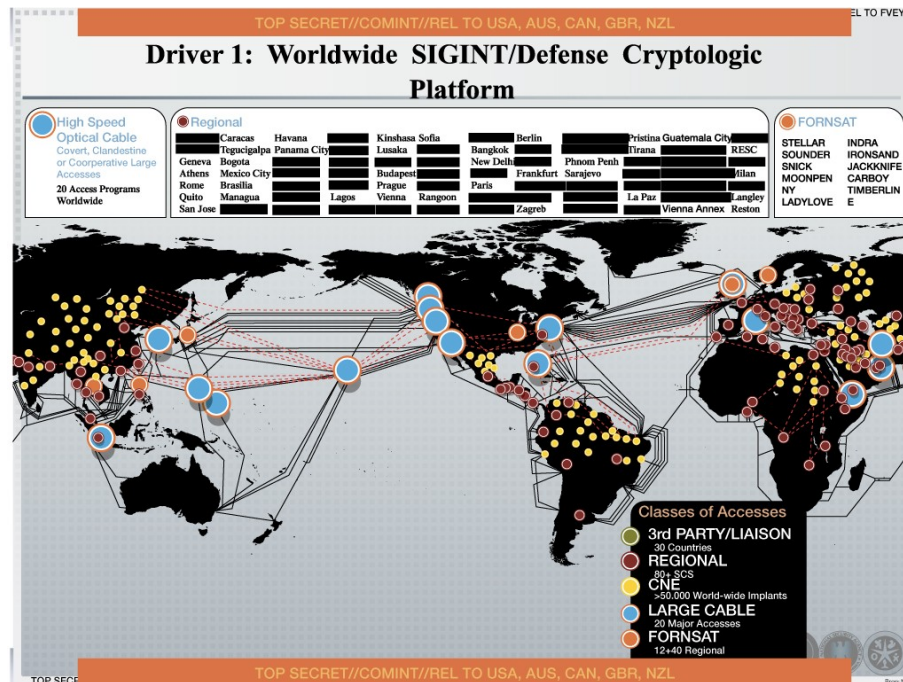 TOP SECRET//COMINT//REL TO USA, AUS, CAN, GBR, NZL
EL TO FVEY
Driver 1: Worldwide SIGINT/Defense Cryptologic
Platform
High Speed
Optical Cable
Covert, Clandestine
or Coorperative Large
Accesses
20 Access Programs
Worldwide
Regional
Caracas Havana Kinshasa Sofia Berlin Pristina Guatemala City
Tegucigalpa Panama City Lusaka Bangkok Tirana RESC
Geneva Bogota New Delhi Phnom Penh
Athens Mexico City Budapest Frankfurt Sarajevo Milan
Rome Brasilia Prague Paris
Quito Managua Lagos Vienna Rangoon La Paz Langley
San Jose Zagreb Vienna Annex Reston
FORNSAT
STELLAR INDRA
SOUNDER IRONSAND
SNICK JACKKNIFE
MOONPEN CARBOY
NY TIMBERLIN
LADYLOVE E
Classes of Accesses
3rd PARTY/LIAISON
30 Countries
REGIONAL
80+ SCS
CNE
>50.000 World-wide Implants
LARGE CABLE
20 Major Accesses
FORNSAT
12+40 Regional
TOP SECRET//COMINT//REL TO USA, AUS, CAN, GBR, NZL
TOP SECR